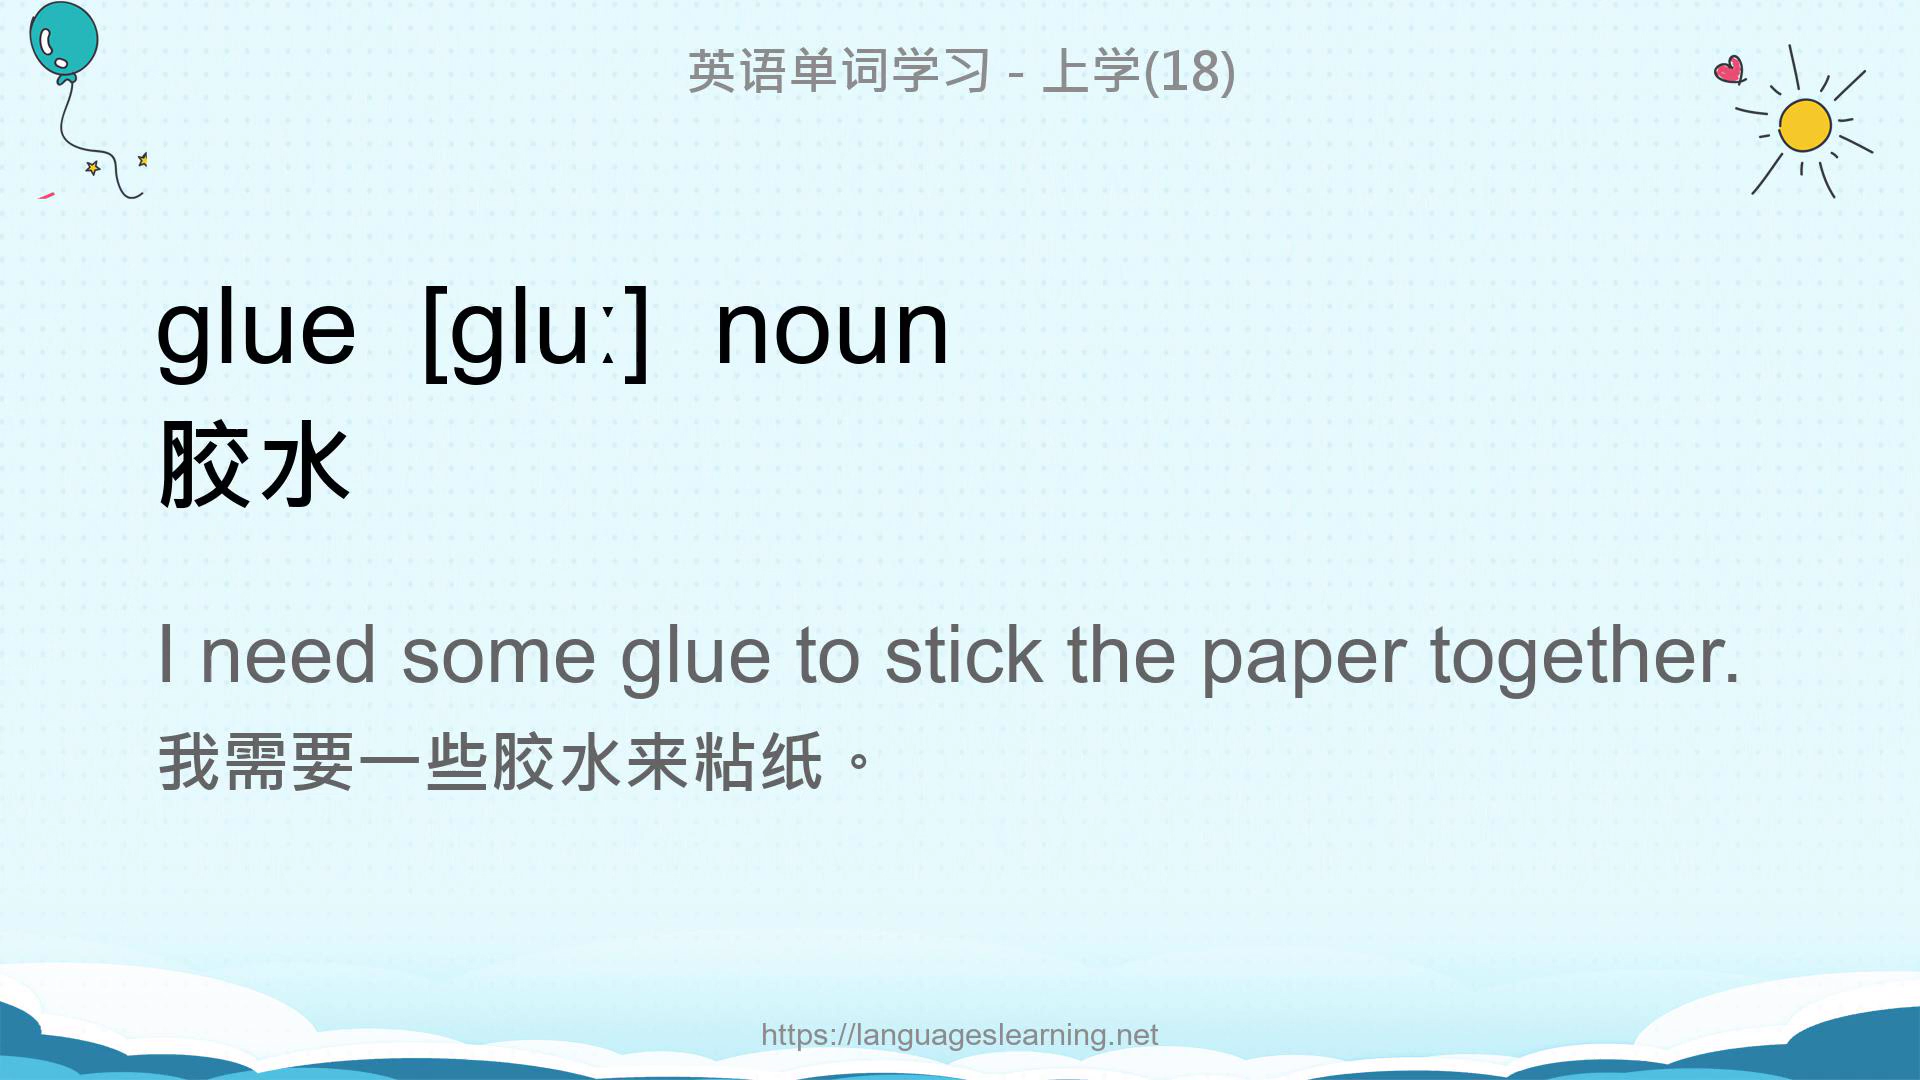 英语单词学习 - 上学(18)
glue [gluː] noun
胶水
I need some glue to stick the paper together.
我需要一些胶水来粘纸。
https://languageslearning.net